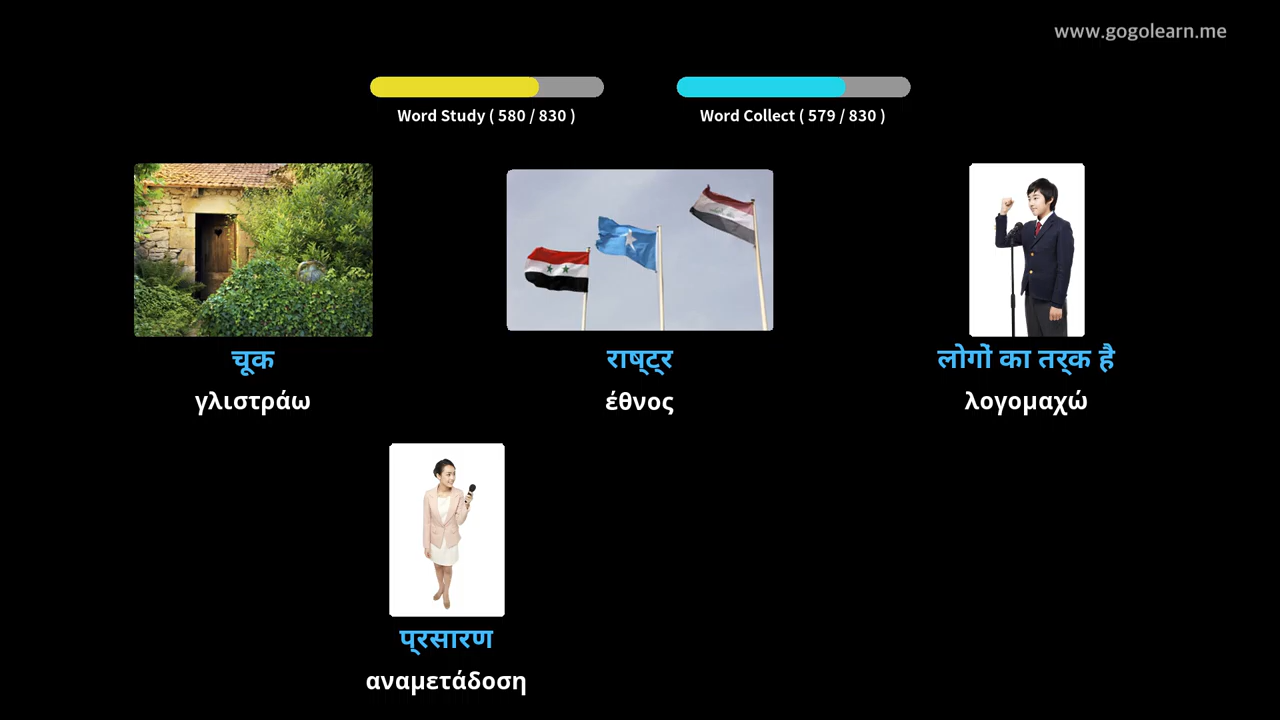 www.gogolearn.me
Word Study ( 580 / 830 )
Word Collect ( 579 / 830 )
चूक
γλιστράω
राष्ट्र
έθνος
लोगों का तर्क है
λογομαχώ
प्रसारण
αναμετάδοση